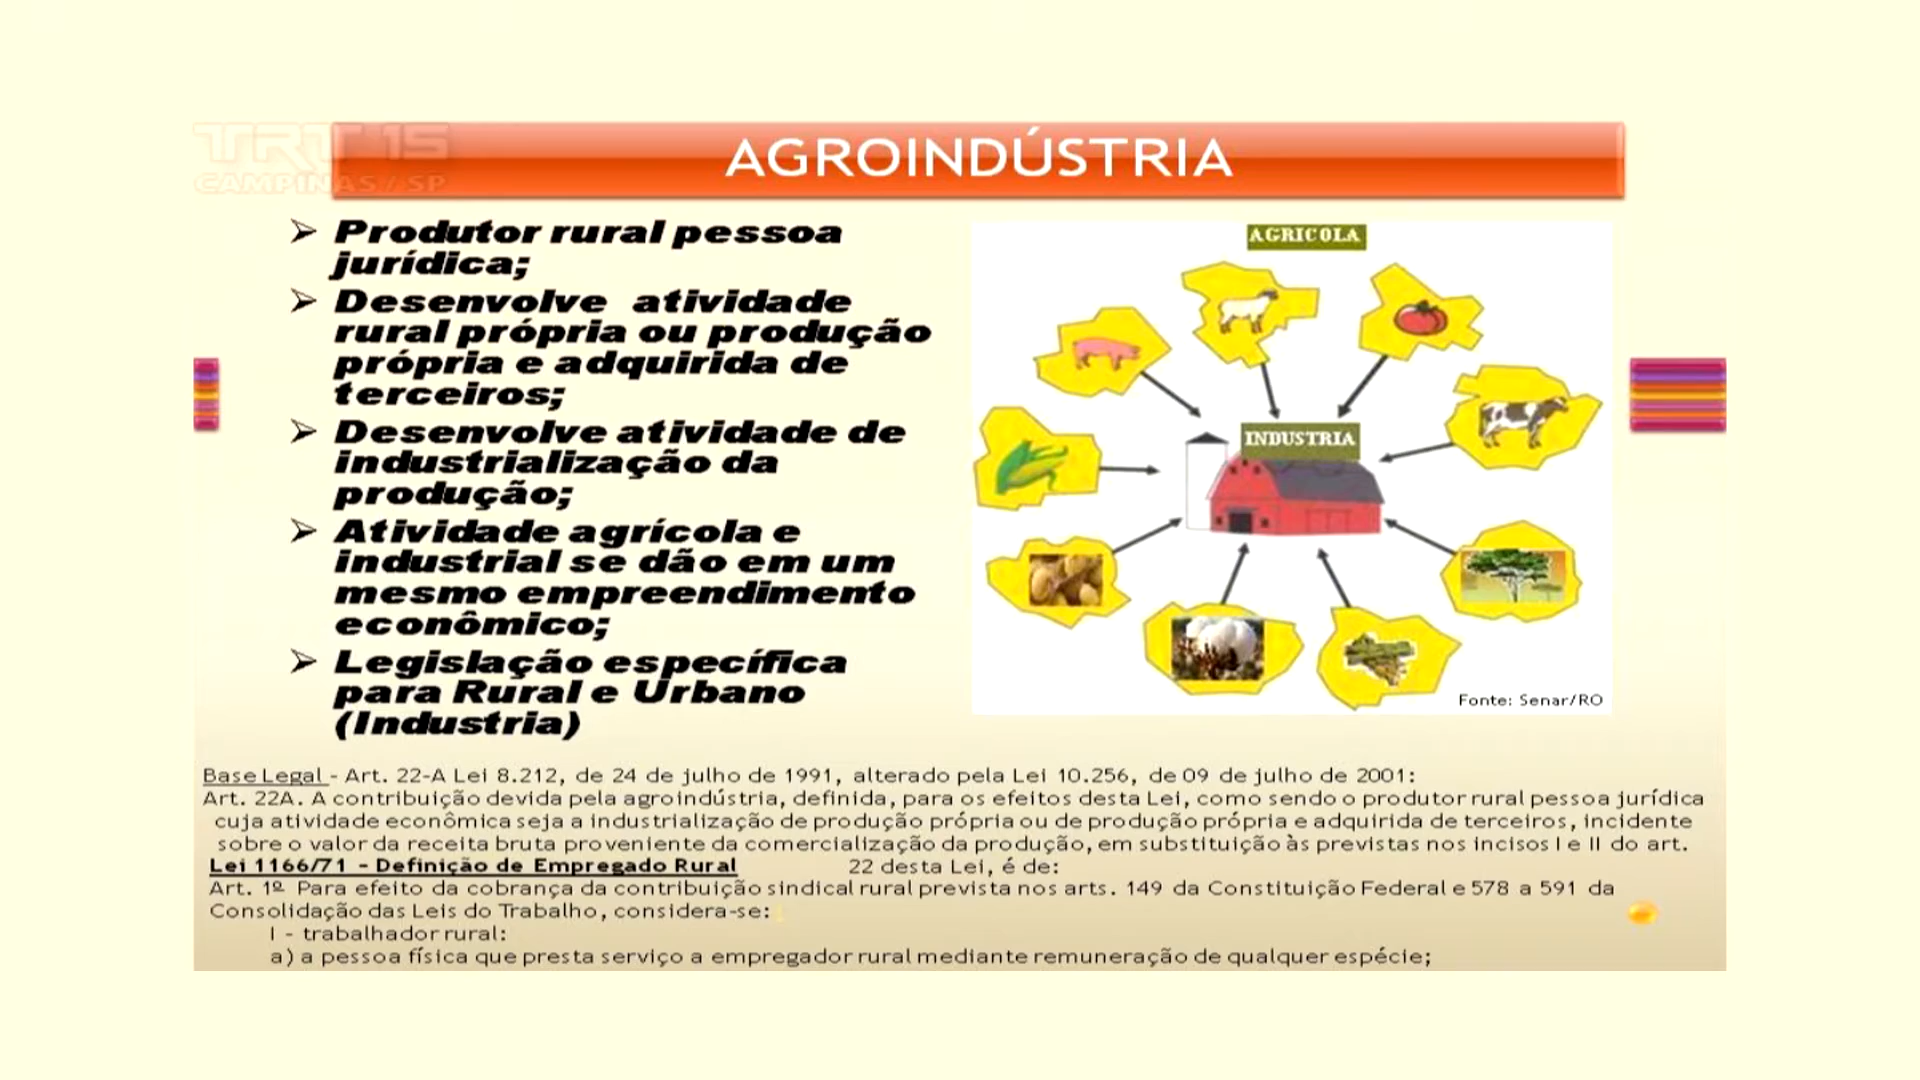 TRT 15
CAMPINAS / SP
AGROINDÚSTRIA
Produtor rural pessoa
jurídica;
Desenvolve atividade
rural própria ou produção
própria e adquirida de
terceiros;
Desenvolve atividade de
industrialização da
produção;
Atividade agrícola e
industrial se dão em um
mesmo empreendimento
econômico;
Legislação específica
para Rural e Urbano
(Industria)
AGRICOLA
INDUSTRIA
Fonte: Senar/RO
Base Legal - Art. 22-A Lei 8.212, de 24 de julho de 1991, alterado pela Lei 10.256, de 09 de julho de 2001:
Art. 22A. A contribuição devida pela agroindústria, definida, para os efeitos desta Lei, como sendo o produtor rural pessoa jurídica
cuja atividade econômica seja a industrialização de produção própria ou de produção própria e adquirida de terceiros, incidente
sobre o valor da receita bruta proveniente da comercialização da produção, em substituição às previstas nos incisos I e II do art.
Lei 1166/71 - Definição de Empregado Rural 22 desta Lei, é de:
Art. 1º Para efeito da cobrança da contribuição sindical rural prevista nos arts. 149 da Constituição Federal e 578 a 591 da
Consolidação das Leis do Trabalho, considera-se:
I - trabalhador rural:
a) a pessoa física que presta serviço a empregador rural mediante remuneração de qualquer espécie;